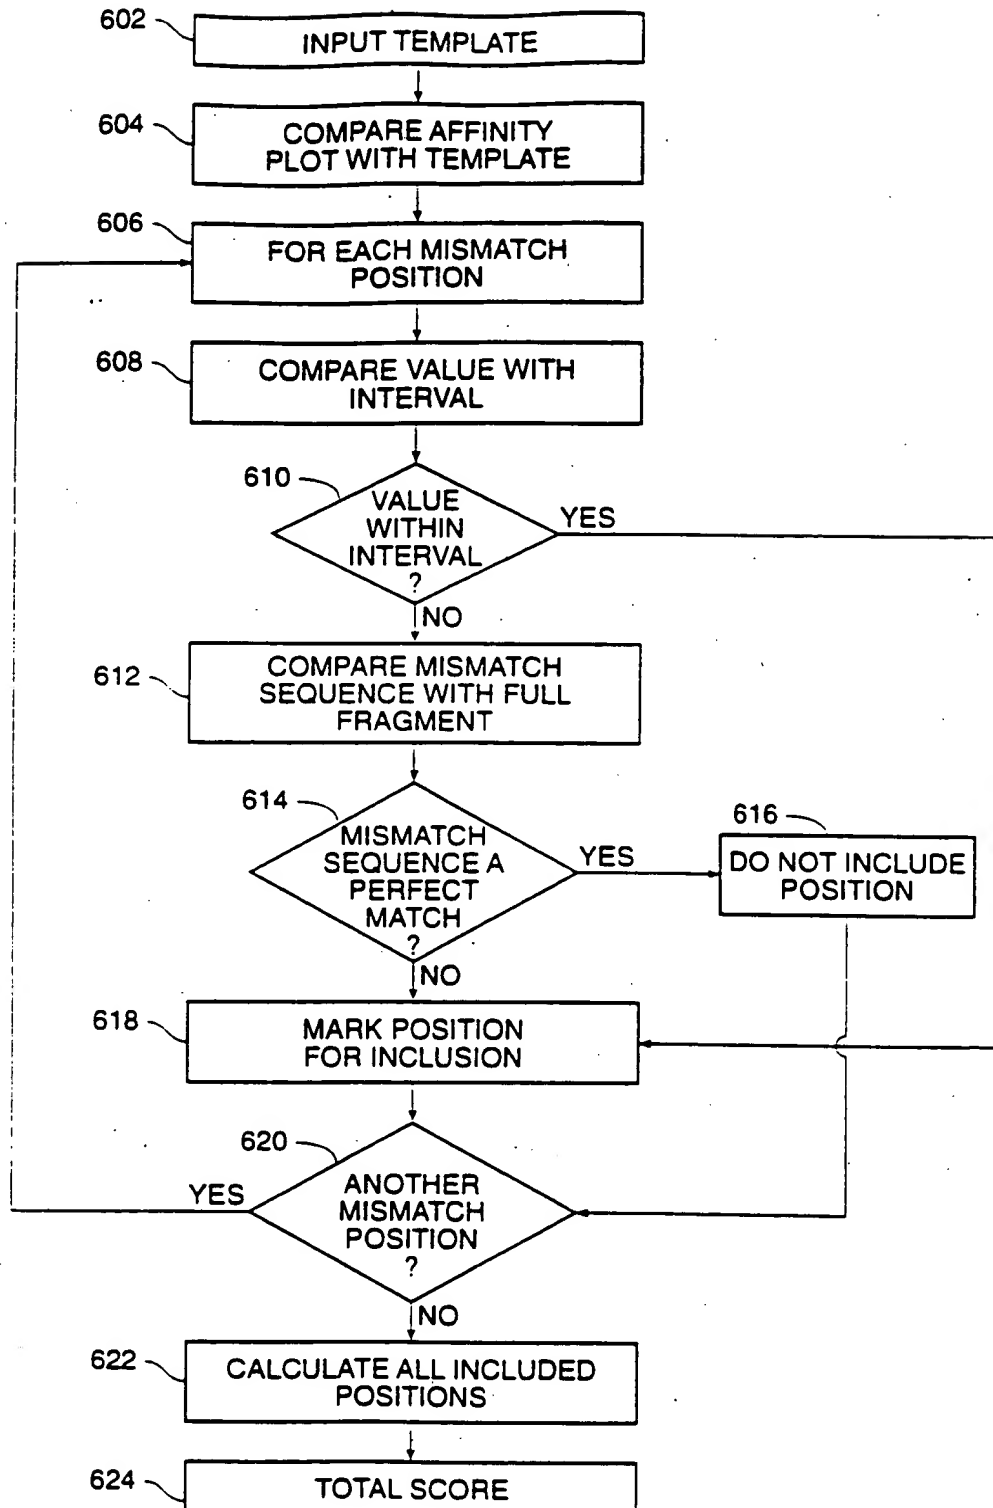 602
INPUT TEMPLATE
604
COMPARE AFFINITY
PLOT WITH TEMPLATE
606
FOR EACH MISMATCH
POSITION
608
COMPARE VALUE WITH
INTERVAL
610
VALUE
WITHIN
INTERVAL
?
YES
NO
612
COMPARE MISMATCH
SEQUENCE WITH FULL
FRAGMENT
614
MISMATCH
SEQUENCE A
PERFECT
MATCH
?
YES
616
DO NOT INCLUDE
POSITION
NO
618
MARK POSITION
FOR INCLUSION
620
ANOTHER
MISMATCH
POSITION
?
YES
NO
622
CALCULATE ALL INCLUDED
POSITIONS
624
TOTAL SCORE